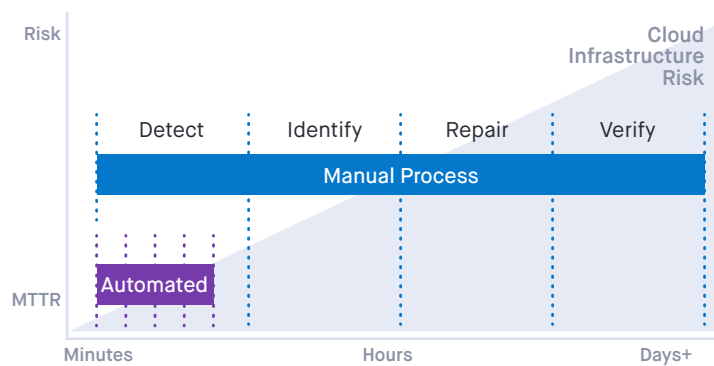 Risk
Cloud
Infrastructure
Risk
Detect Identify Repair Verify
Manual Process
Automated
MTTR
Minutes Hours Days+